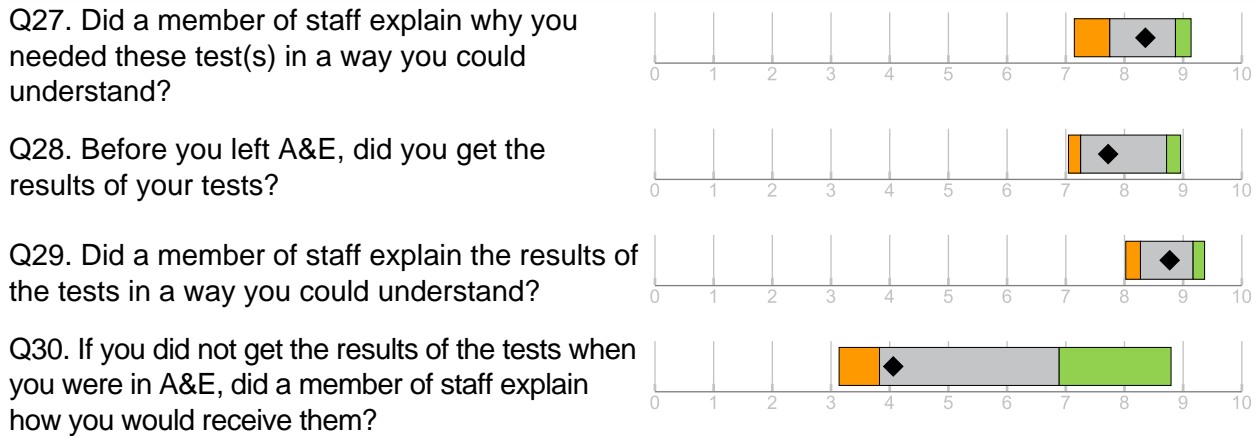 Q27. Did a member of staff explain why you
needed these test(s) in a way you could
understand?
0 1 2 3 4 5 6 7 8 9 10
Q28. Before you left A&E, did you get the
results of your tests?
0 1 2 3 4 5 6 7 8 9 10
Q29. Did a member of staff explain the results of
the tests in a way you could understand?
0 1 2 3 4 5 6 7 8 9 10
Q30. If you did not get the results of the tests when
you were in A&E, did a member of staff explain
how you would receive them?
0 1 2 3 4 5 6 7 8 9 10